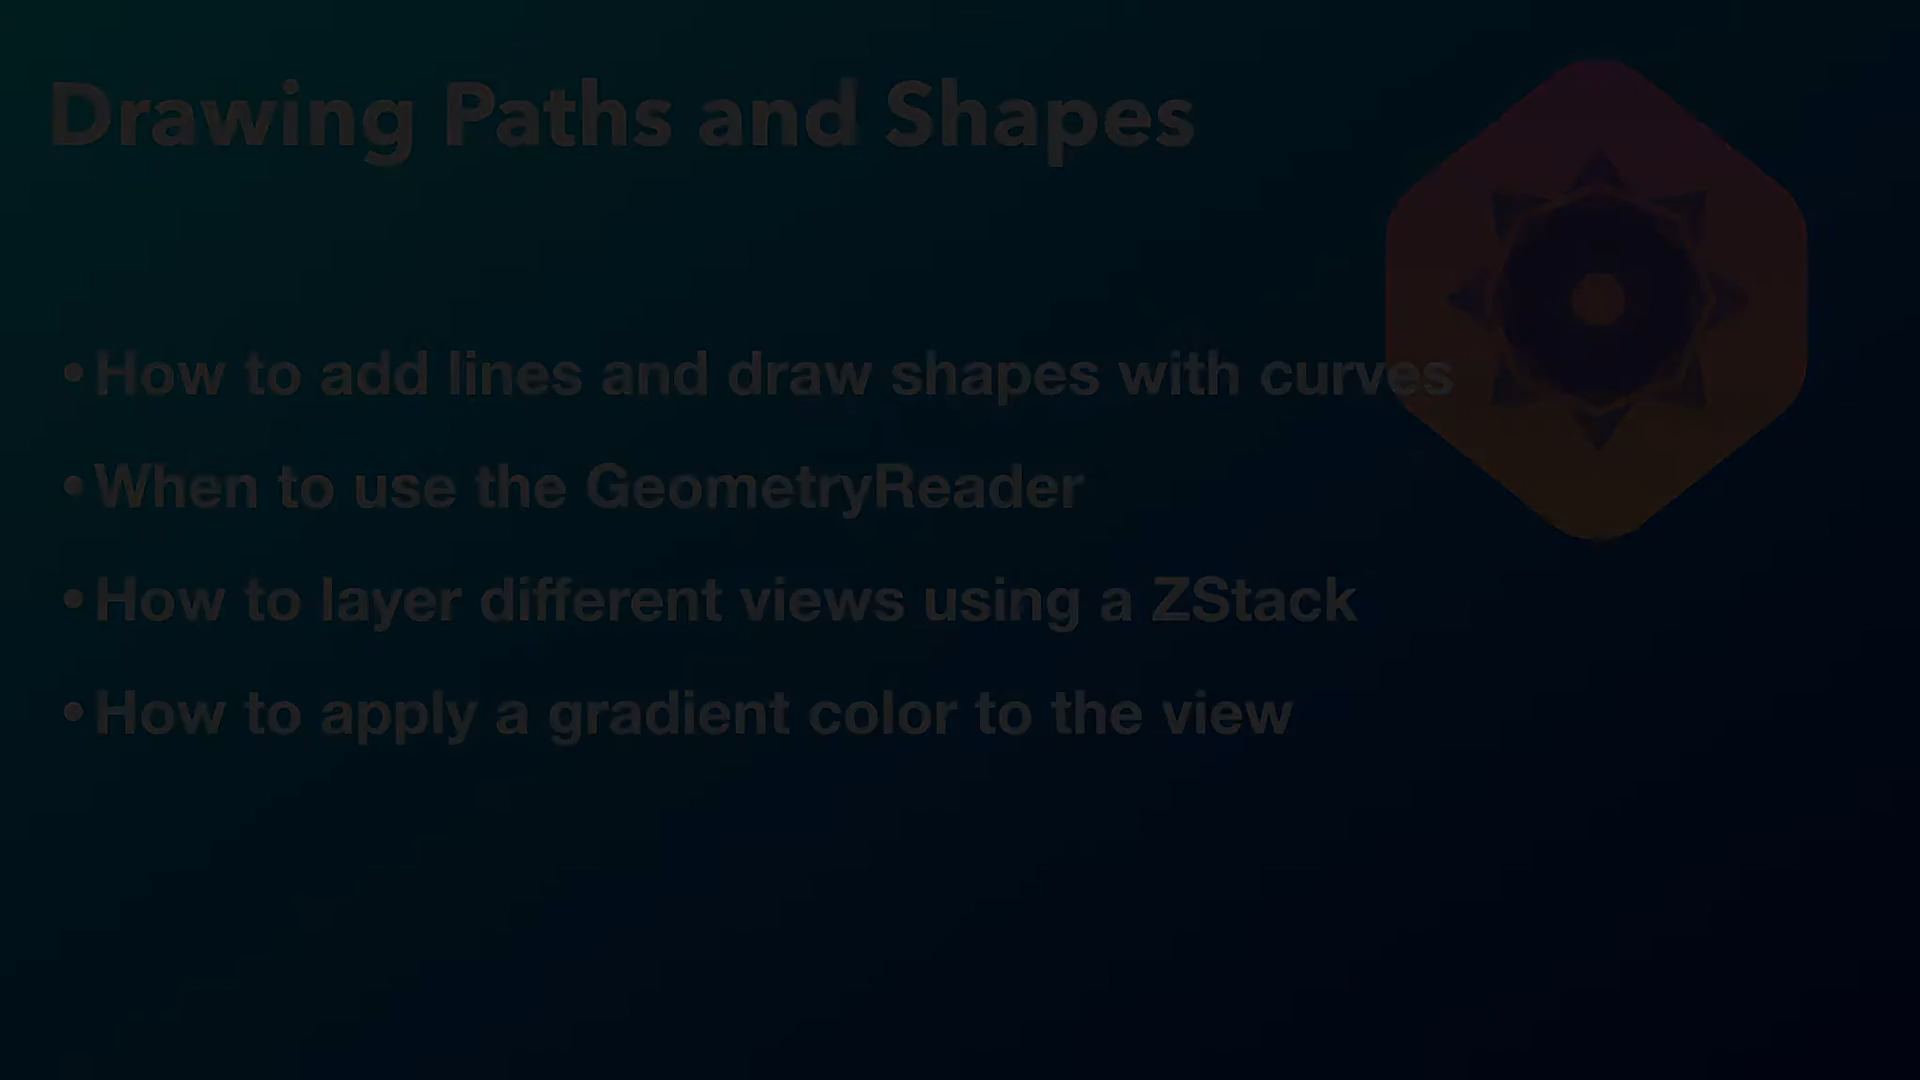 Drawing Paths and Shapes
• How to add lines and draw shapes with curves
• When to use the GeometryReader
• How to layer different views using a ZStack
• How to apply a gradient color to the view